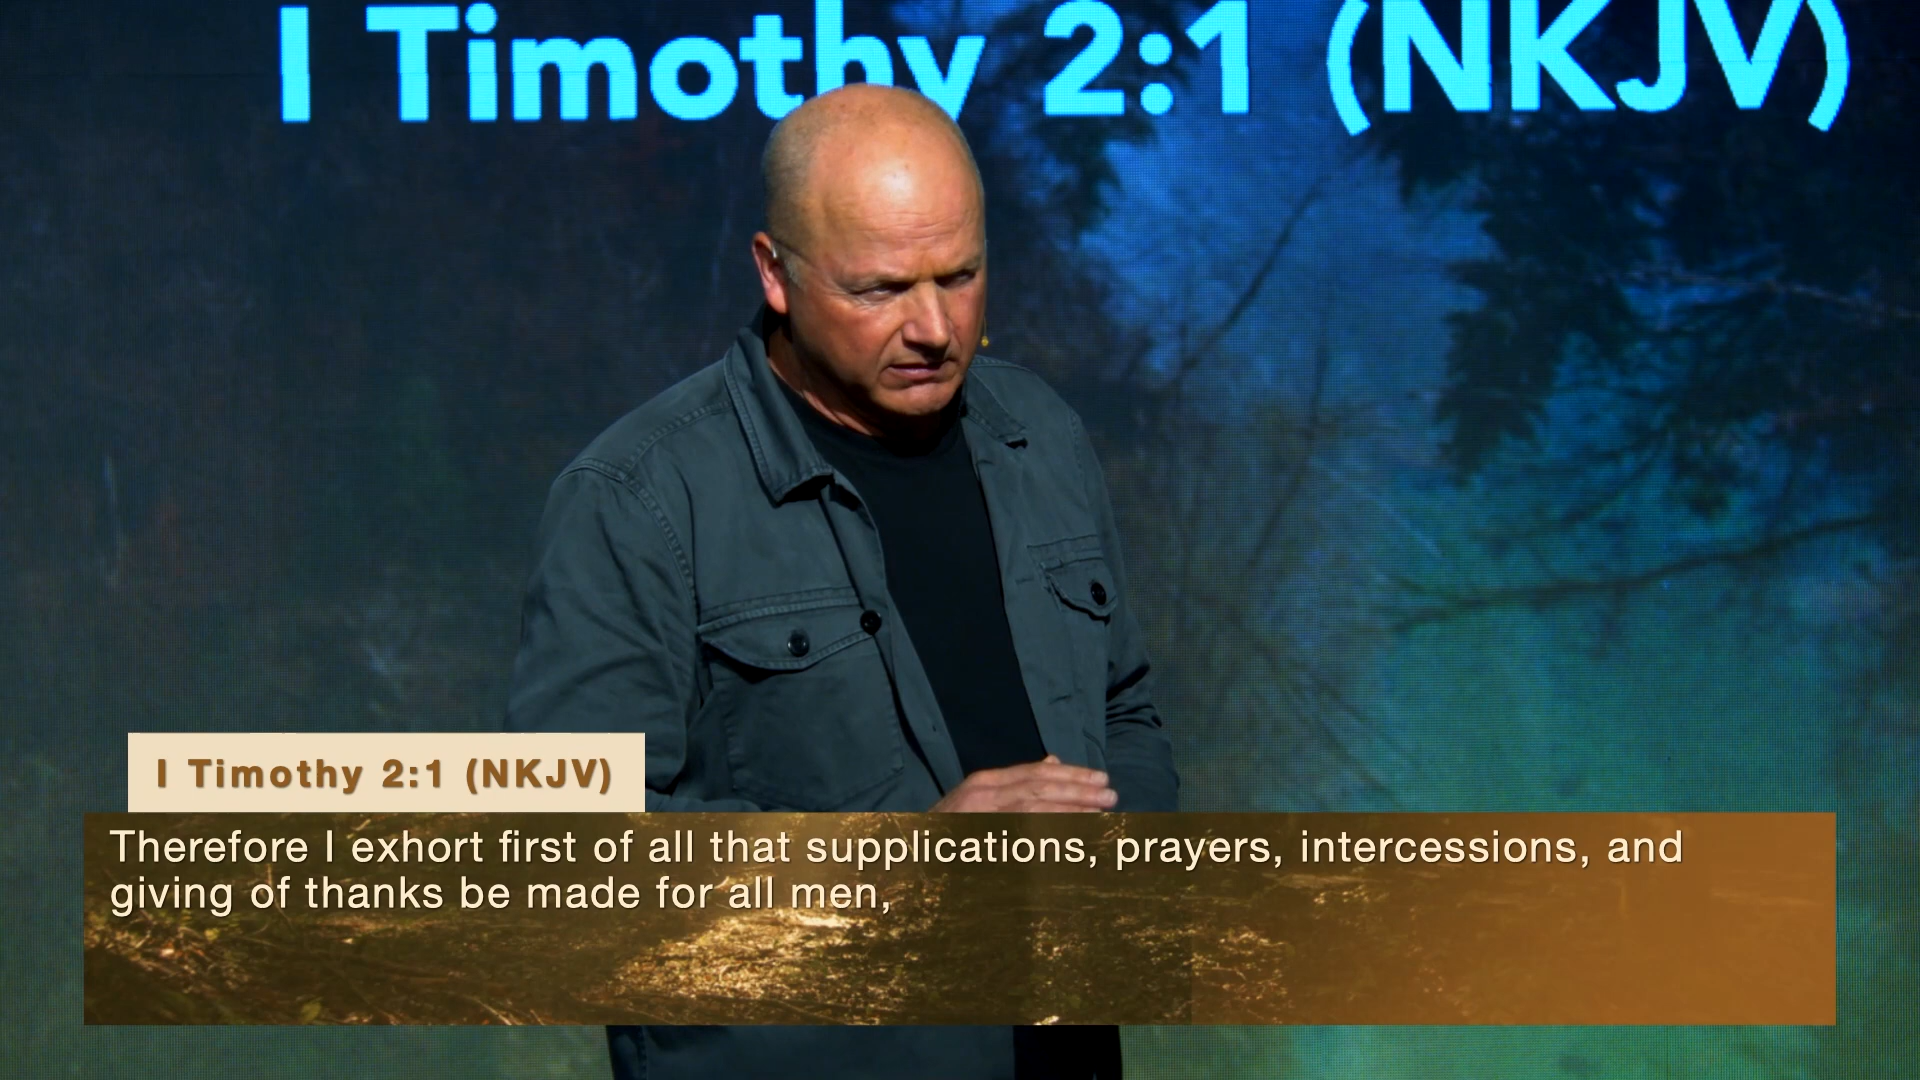 I Timothy 2:1 (NKJV)
I Timothy 2:1 (NKJV)
Therefore I exhort first of all that supplications, prayers, intercessions, and
giving of thanks be made for all men,